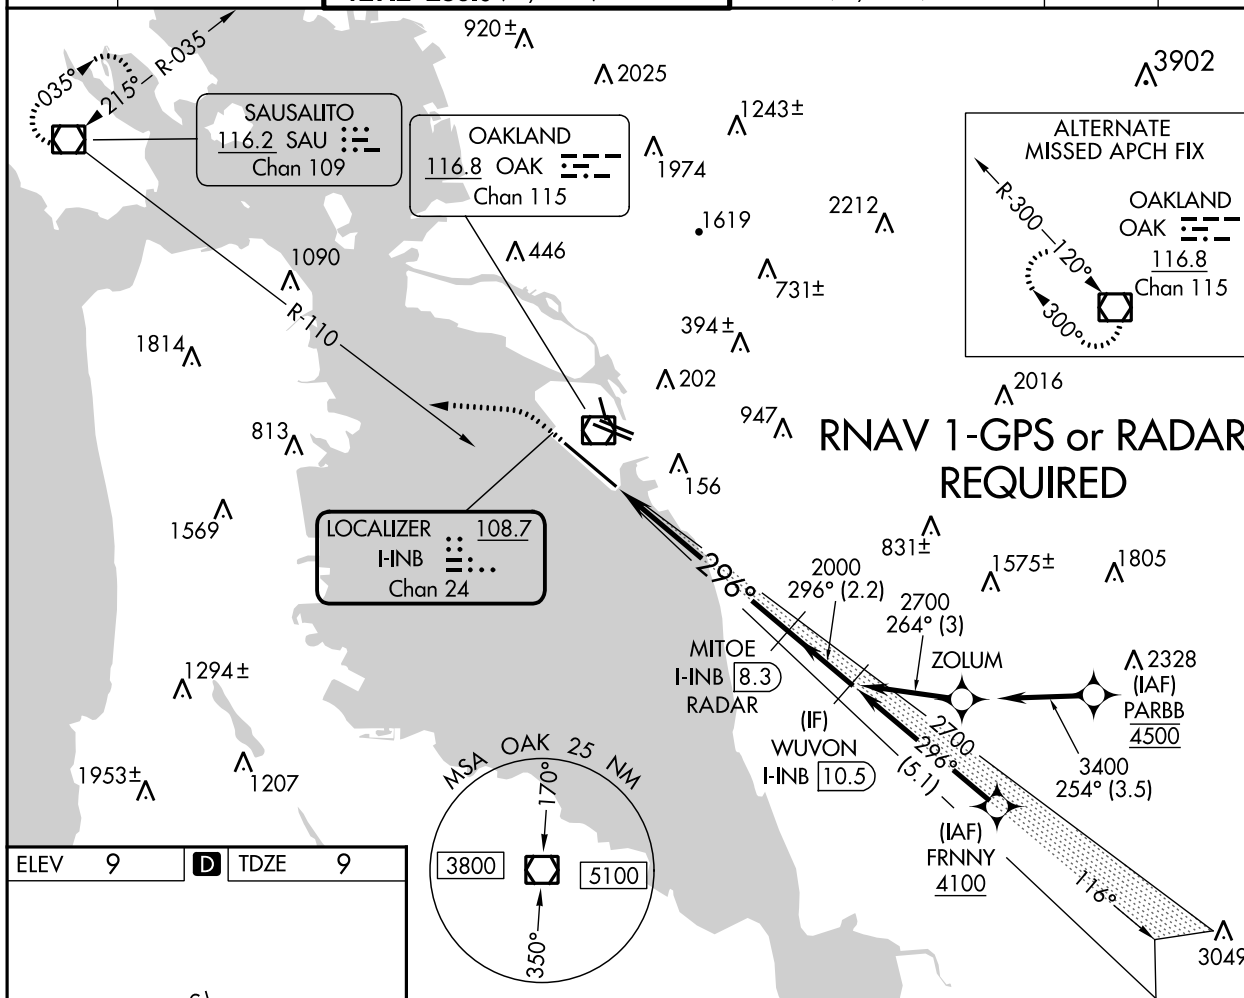 920±
2025
3902
035°
215°
R-035
1243±
SAUSALITO
116.2 SAU
Chan 109
OAKLAND
116.8 OAK
Chan 115
1974
ALTERNATE
MISSED APCH FIX
R-300
120°
300°
OAKLAND
OAK
116.8
Chan 115
1619
2212
446
1090
731±
R-110
394±
1814
202
2016
947
813
RNAV 1-GPS or RADAR
REQUIRED
156
1569
LOCALIZER 108.7
I-INB
Chan 24
831±
1575±
1805
296°
2000
296° (2.2)
2700
264° (3)
MITOE
I-INB 8.3
RADAR
ZOLUM
2328
(IAF)
PARBB
4500
1294±
(IF)
WUVON
I-INB 10.5
2700
296°
(5.1)
3400
254° (3.5)
1953±
1207
MSA OAK 25 NM
170°
3800
5100
350°
(IAF)
FRNNY
4100
116°
3049
ELEV 9 D TDZE 9